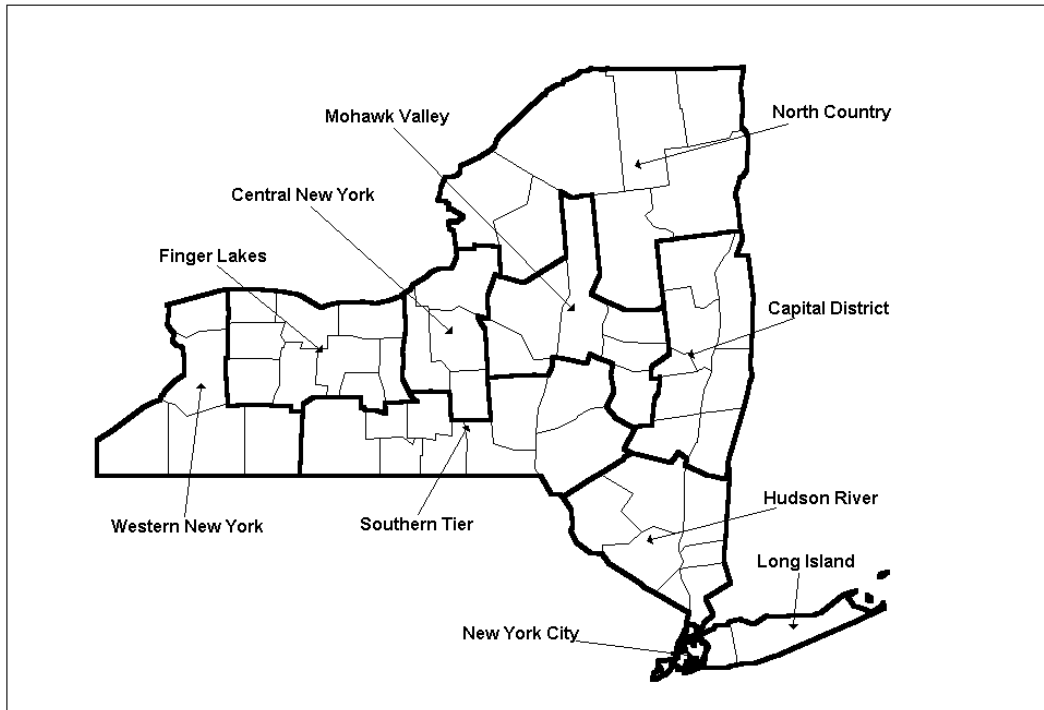 North Country
Mohawk Valley
Central New York
Finger Lakes
Capital District
Hudson River
Western New York
Southern Tier
Long Island
New York City